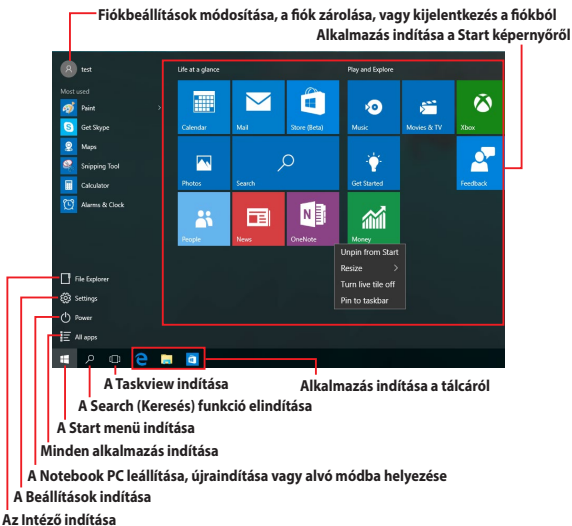 Fiókbeállítások módosítása, a fiók zárolása, vagy kijelentkezés a fiókból
Alkalmazás indítása a Start képernyőről
test
Life at a glance
Play and Explore
Most used
Paint
Get Skype
Maps
Snipping Tool
Calculator
Alarms & Clock
Calendar
Mail
Store (Beta)
Music
Movies & TV
Xbox
Photos
Search
Get Started
Feedback
People
News
OneNote
Money
Unpin from Start
Resize
Turn live tile off
Pin to taskbar
File Explorer
Settings
Power
All apps
A Taskview indítása
Alkalmazás indítása a tálcáról
A Search (Keresés) funkció elindítása
A Start menü indítása
Minden alkalmazás indítása
A Notebook PC leállítása, újraindítása vagy alvó módba helyezése
A Beállítások indítása
Az Intéző indítása